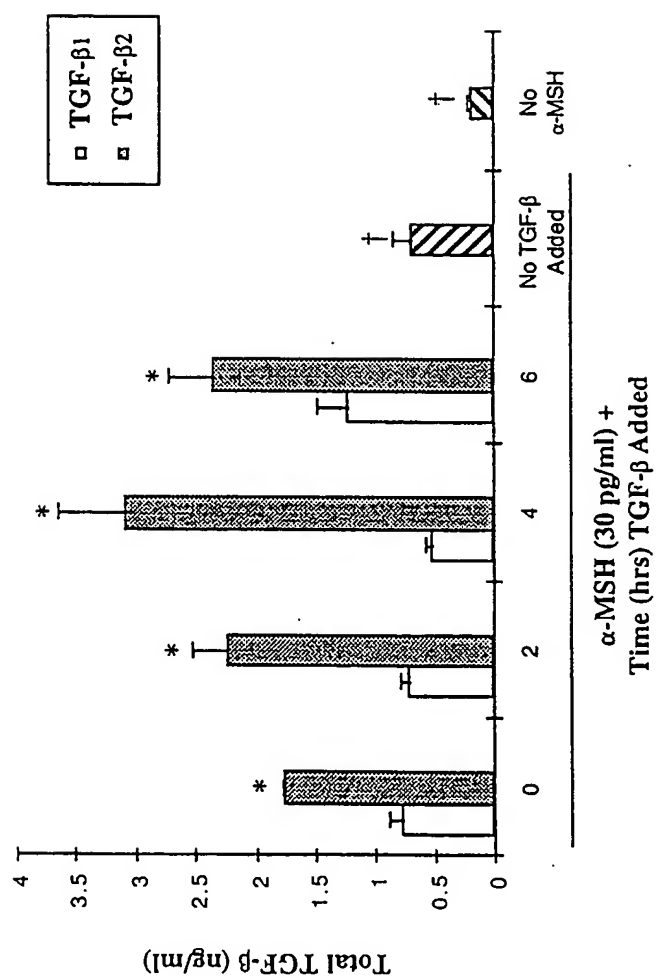 TGF-β1
TGF-β2
Total TGF-β (ng/ml)
4
3.5
3
2.5
2
1.5
1
0.5
0
*
*
*
*
†
†
0
2
4
6
No TGF-β
Added
No
α-MSH
α-MSH (30 pg/ml) +
Time (hrs) TGF-β Added